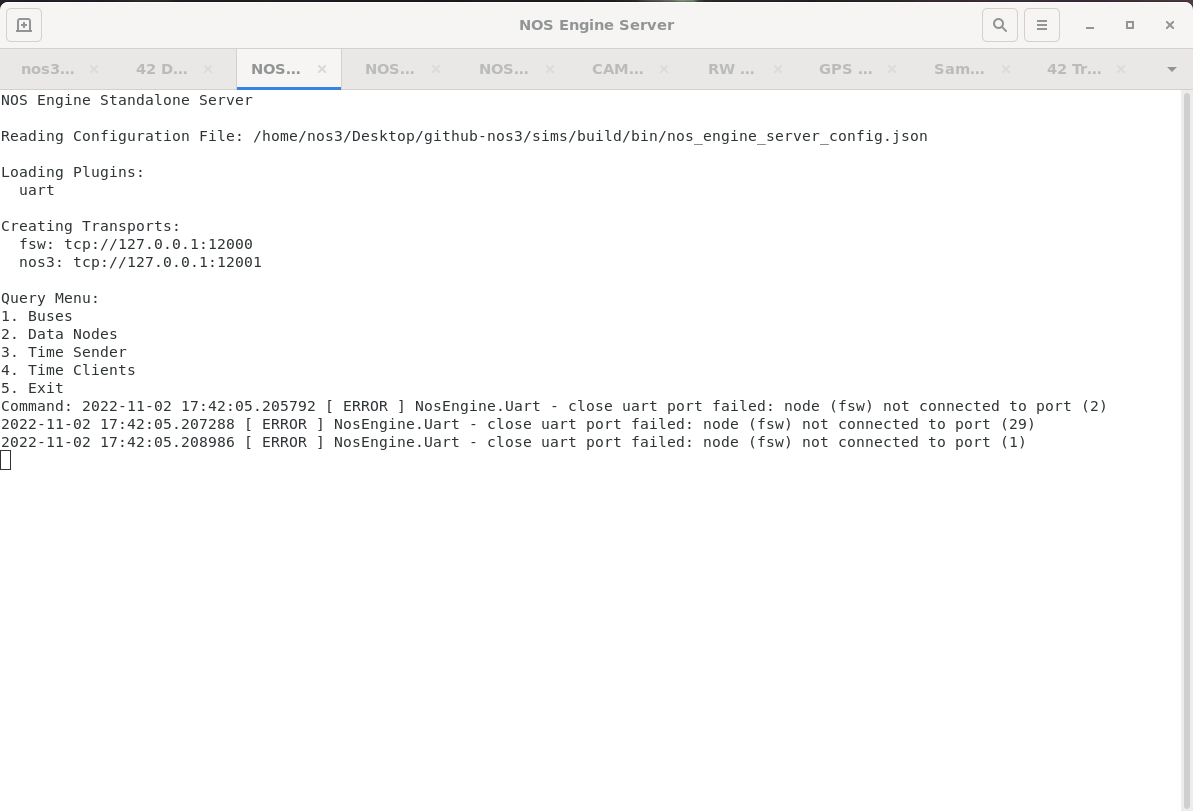 NOS Engine Server
nos3... 42 D... NOS... NOS... NOS... CAM... RW ... GPS ... Sam... 42 Tr...
NOS Engine Standalone Server
Reading Configuration File: /home/nos3/Desktop/github-nos3/sims/build/bin/nos_engine_server_config.json
Loading Plugins:
  uart
Creating Transports:
  fsw: tcp://127.0.0.1:12000
  nos3: tcp://127.0.0.1:12001
Query Menu:
1. Buses
2. Data Nodes
3. Time Sender
4. Time Clients
5. Exit
Command: 2022-11-02 17:42:05.205792 [ ERROR ] NosEngine.Uart - close uart port failed: node (fsw) not connected to port (2)
2022-11-02 17:42:05.207288 [ ERROR ] NosEngine.Uart - close uart port failed: node (fsw) not connected to port (29)
2022-11-02 17:42:05.208986 [ ERROR ] NosEngine.Uart - close uart port failed: node (fsw) not connected to port (1)